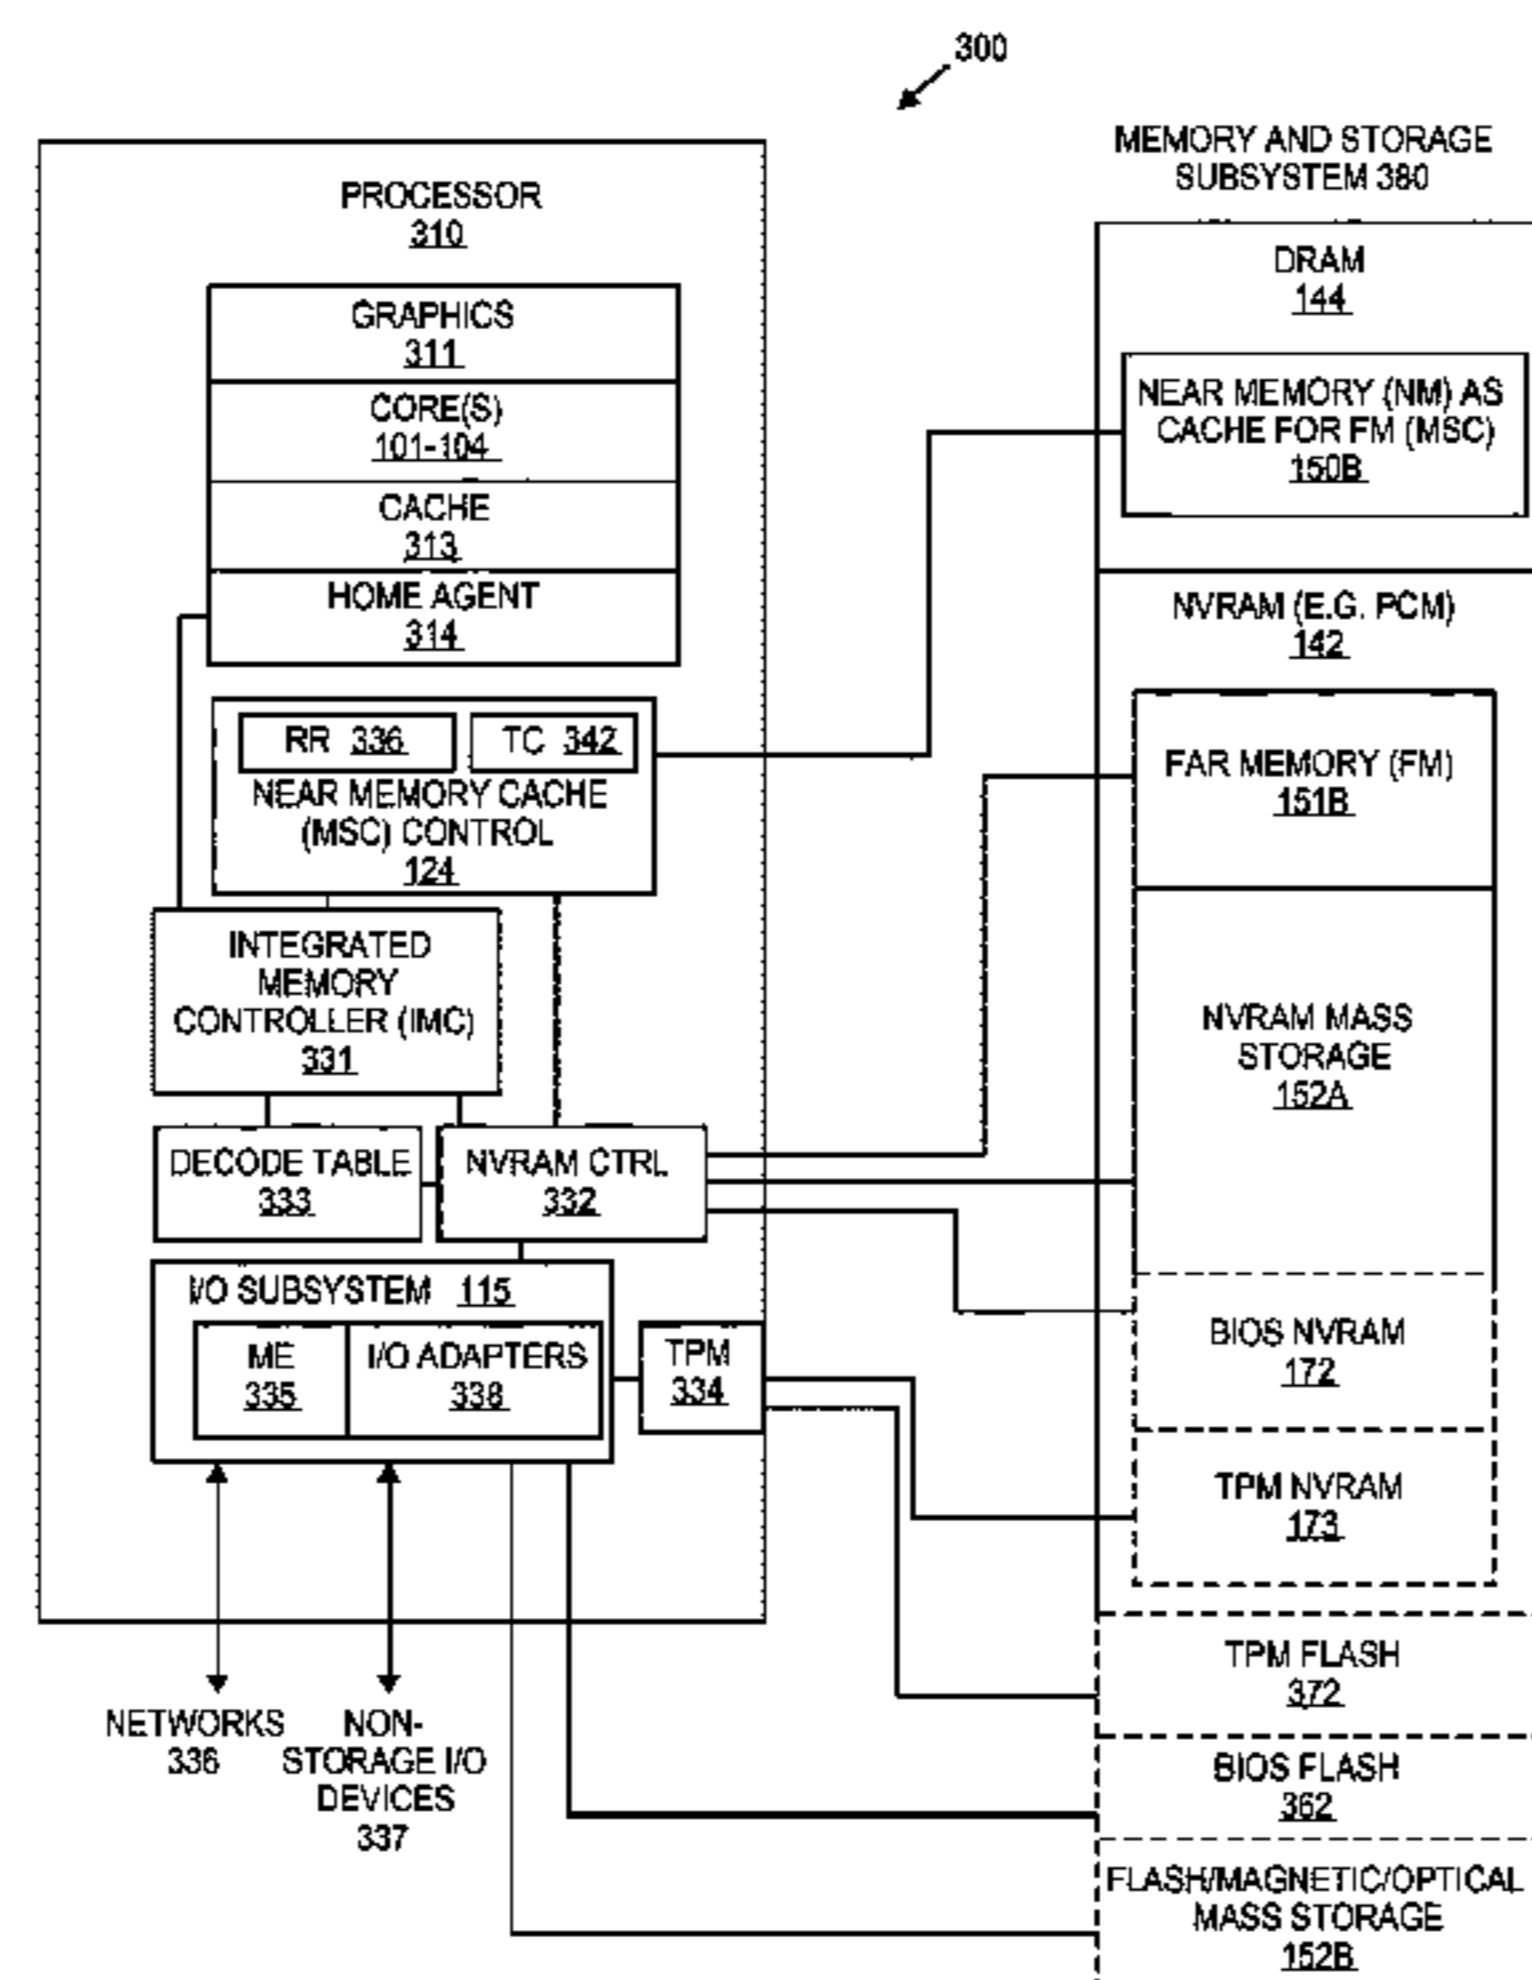 300
PROCESSOR
310
GRAPHICS
311
CORE(S)
101-104
CACHE
313
HOME AGENT
314
RR 336
TC 342
NEAR MEMORY CACHE
(MSC) CONTROL
124
INTEGRATED
MEMORY
CONTROLLER (IMC)
331
DECODE TABLE
333
NVRAM CTRL
332
I/O SUBSYSTEM 115
ME
335
I/O ADAPTERS
338
TPM
334
NETWORKS
336
NON-
STORAGE I/O
DEVICES
337
MEMORY AND STORAGE
SUBSYSTEM 380
DRAM
144
NEAR MEMORY (NM) AS
CACHE FOR FM (MSC)
150B
NVRAM (E.G. PCM)
142
FAR MEMORY (FM)
151B
NVRAM MASS
STORAGE
152A
BIOS NVRAM
172
TPM NVRAM
173
TPM FLASH
372
BIOS FLASH
362
FLASH/MAGNETIC/OPTICAL
MASS STORAGE
152B